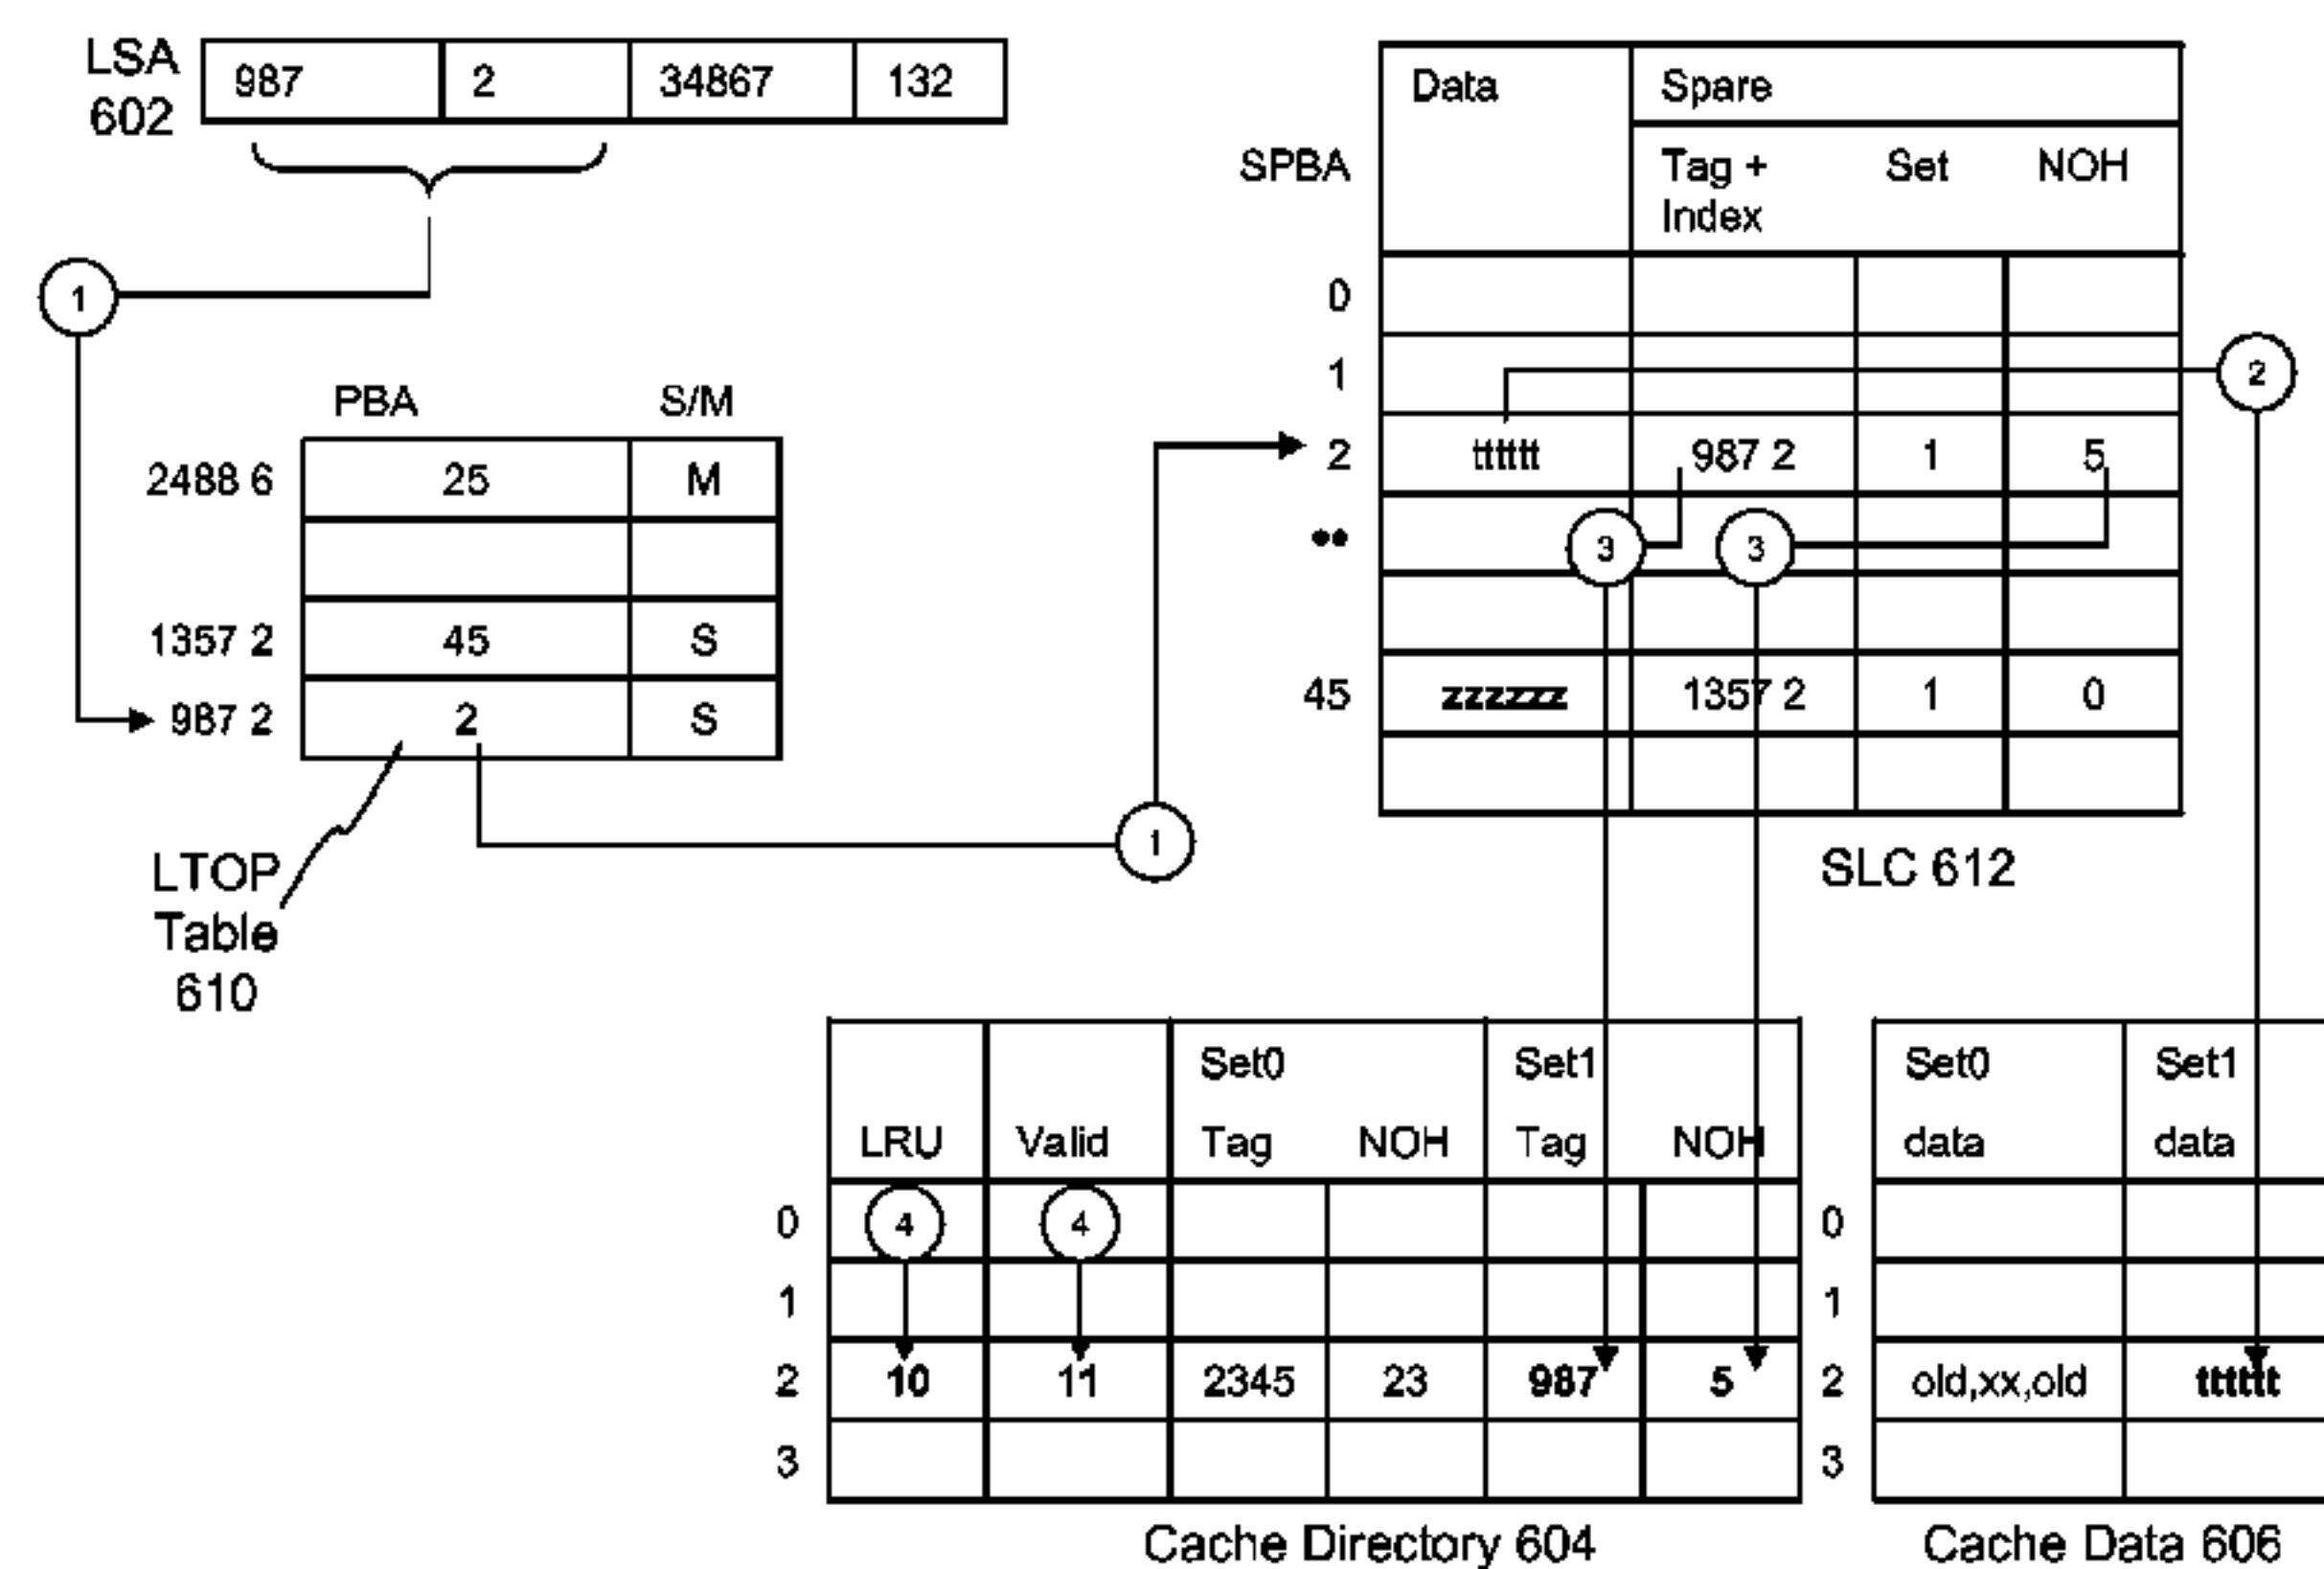 LSA
602
987 2 34867 132
1
PBA S/M
2488 6 25 M
1357 2 45 S
987 2 2 S
LTOP
Table
610
1
Data Spare
SPBA Tag + Set NOH
Index
0
1
2
2 tttttt 987 2 1 5
•• 3 3
45 zzzzzz 1357 2 1 0
SLC 612
Set0 Set1
LRU Valid Tag NOH Tag NOH
0 4 4
1
2 10 11 2345 23 987 5
3
Cache Directory 604
Set0 Set1
data data
0
1
2 old,xx,old tttttt
3
Cache Data 606